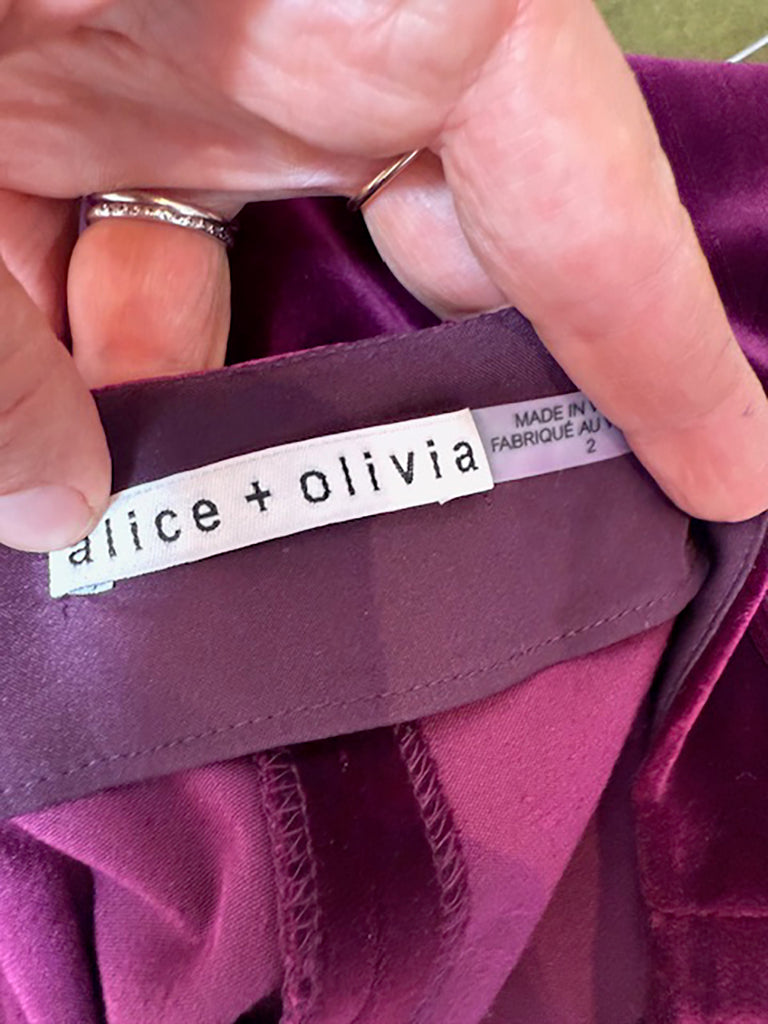 alice + olivia
MADE IN
FABRIQUÉ AU
2